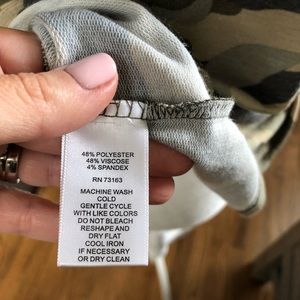 48% POLYESTER
48% VISCOSE
4% SPANDEX
RN 73163
MACHINE WASH
COLD
GENTLE CYCLE
WITH LIKE COLORS
DO NOT BLEACH
RESHAPE AND
DRY FLAT
COOL IRON
IF NECESSARY
OR DRY CLEAN